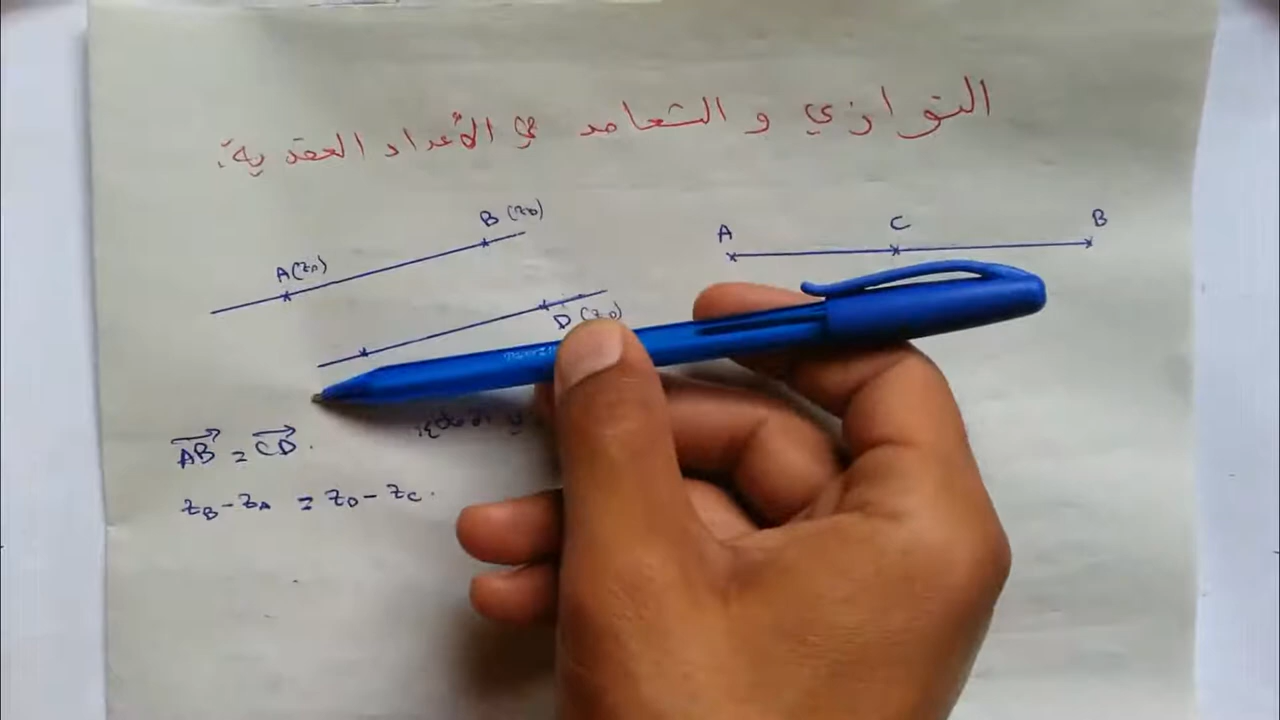 التوازي و التعامد في الأعداد العقدية:
A(zA) B(zB)
A C B
D(zD)
AB = CD.
zB - zA = zD - zC.